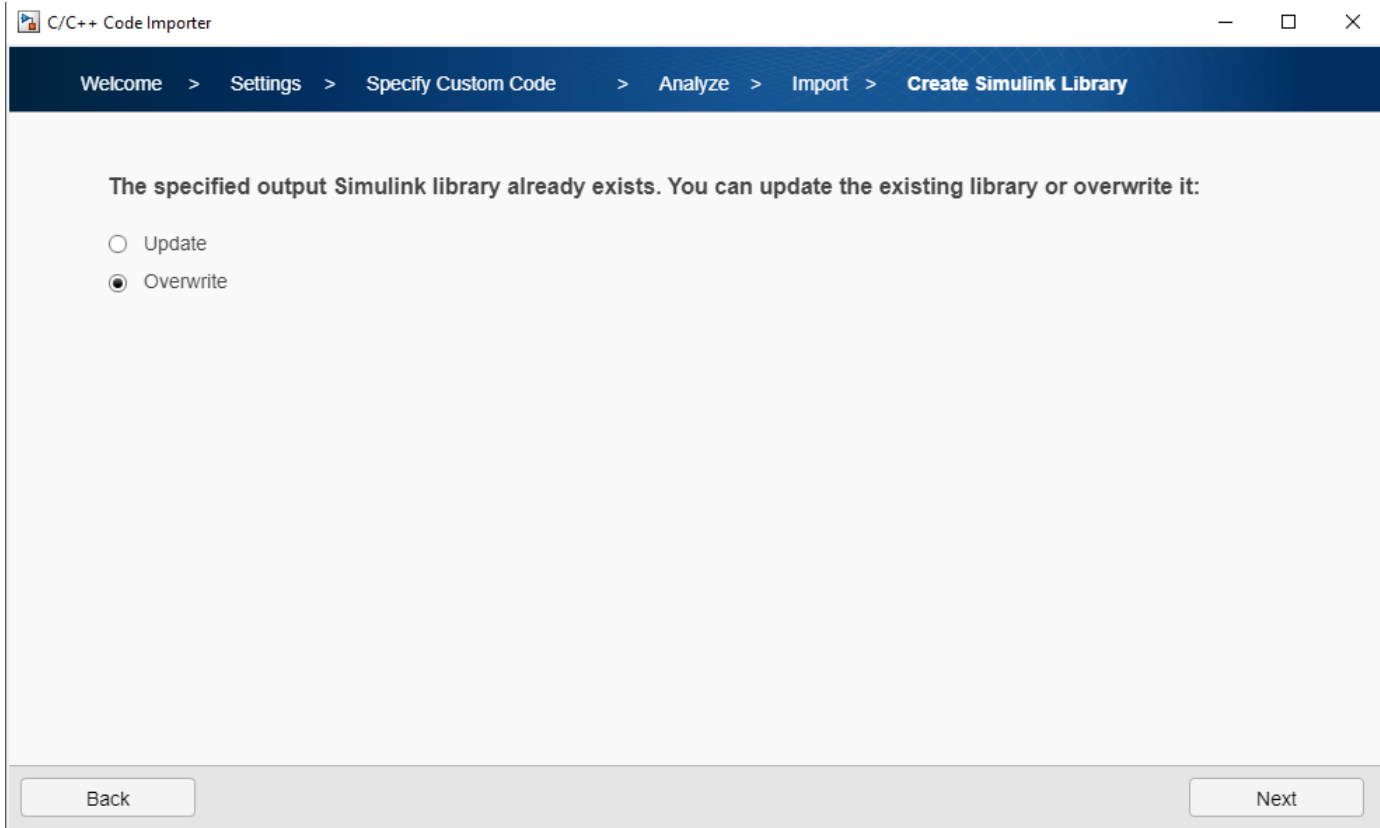 C/C++ Code Importer
Welcome > Settings > Specify Custom Code > Analyze > Import > Create Simulink Library
The specified output Simulink library already exists. You can update the existing library or overwrite it:
Update
Overwrite
Back Next